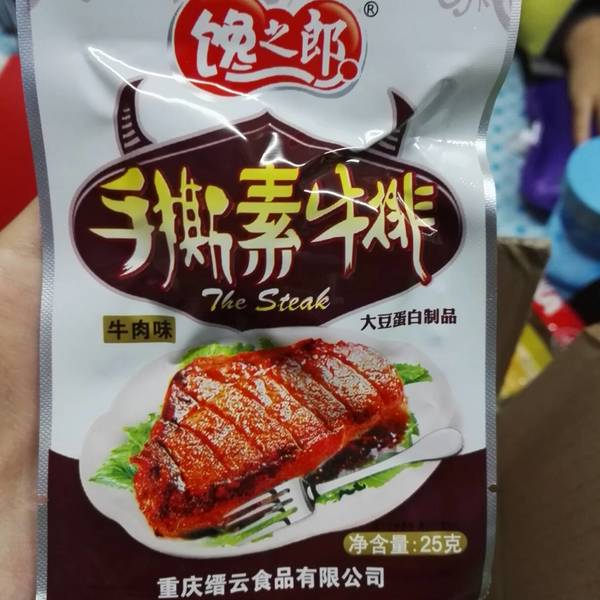 馋之郎®
手撕素牛排
The Steak
牛肉味
大豆蛋白制品
净含量:25克
重庆缙云食品有限公司